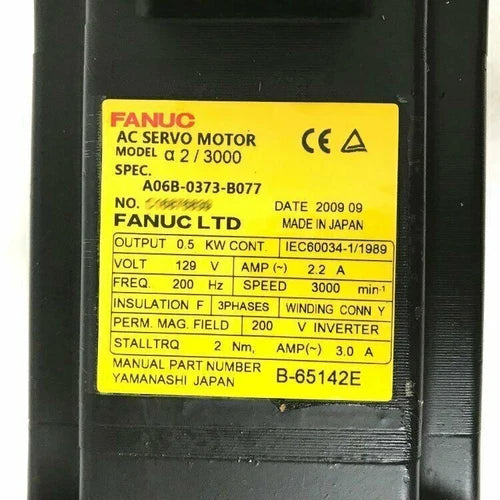 FANUC
AC SERVO MOTOR
MODEL α 2 / 3000
SPEC.
A06B-0373-B077
NO.
DATE 2009 09
FANUC LTD MADE IN JAPAN
OUTPUT 0.5 KW CONT. IEC60034-1/1989
VOLT 129 V AMP (~) 2.2 A
FREQ. 200 Hz SPEED 3000 min-1
INSULATION F 3PHASES WINDING CONN Y
PERM. MAG. FIELD 200 V INVERTER
STALLTRQ 2 Nm, AMP(~) 3.0 A
MANUAL PART NUMBER
YAMANASHI JAPAN B-65142E
CE